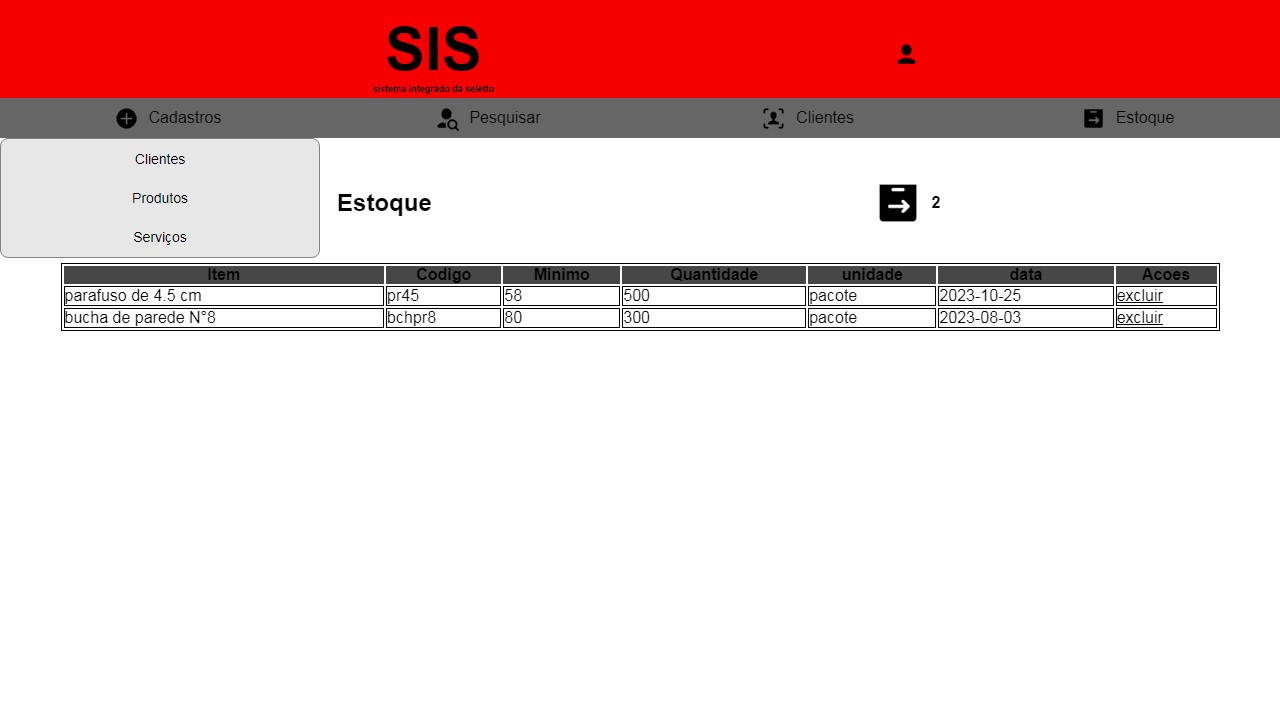 SIS
sistema integrado da seletto
Cadastros Pesquisar Clientes Estoque
Clientes
Produtos
Serviços
Estoque 2
Item Codigo Minimo Quantidade unidade data Acoes
parafuso de 4.5 cm pr45 58 500 pacote 2023-10-25 excluir
bucha de parede N°8 bchpr8 80 300 pacote 2023-08-03 excluir